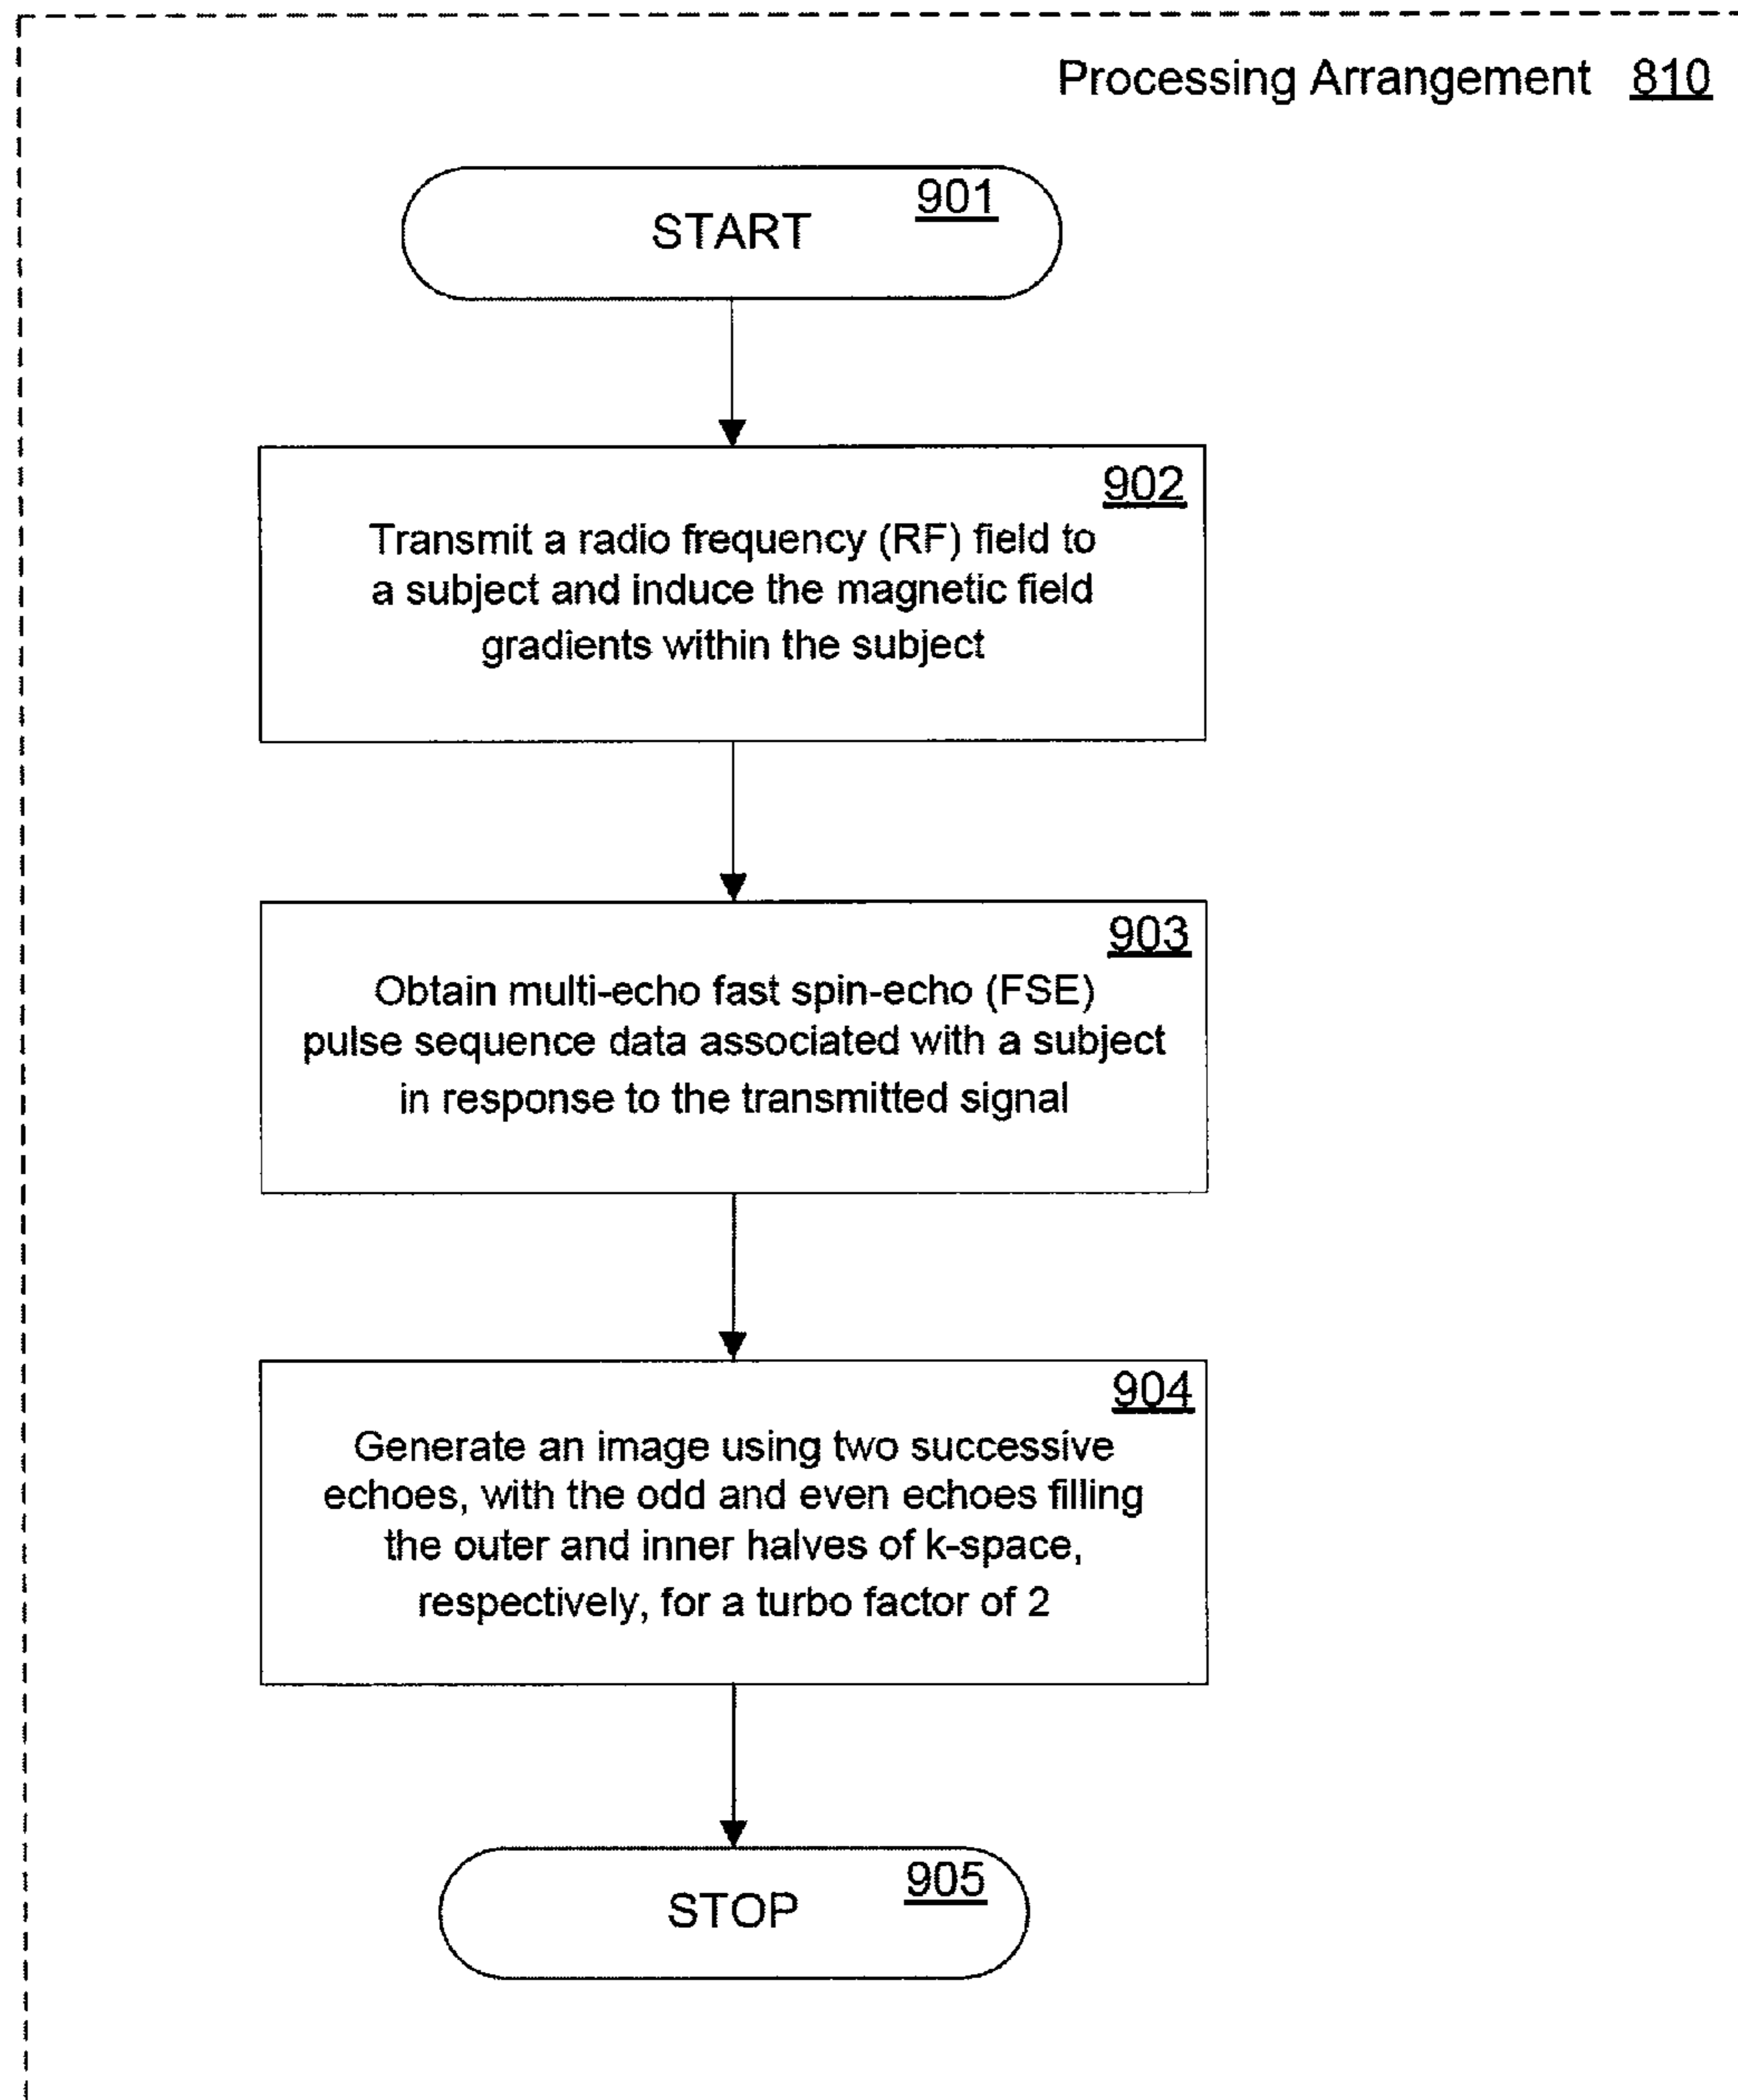 Processing Arrangement 810
901
START
902
Transmit a radio frequency (RF) field to
a subject and induce the magnetic field
gradients within the subject
903
Obtain multi-echo fast spin-echo (FSE)
pulse sequence data associated with a subject
in response to the transmitted signal
904
Generate an image using two successive
echoes, with the odd and even echoes filling
the outer and inner halves of k-space,
respectively, for a turbo factor of 2
905
STOP